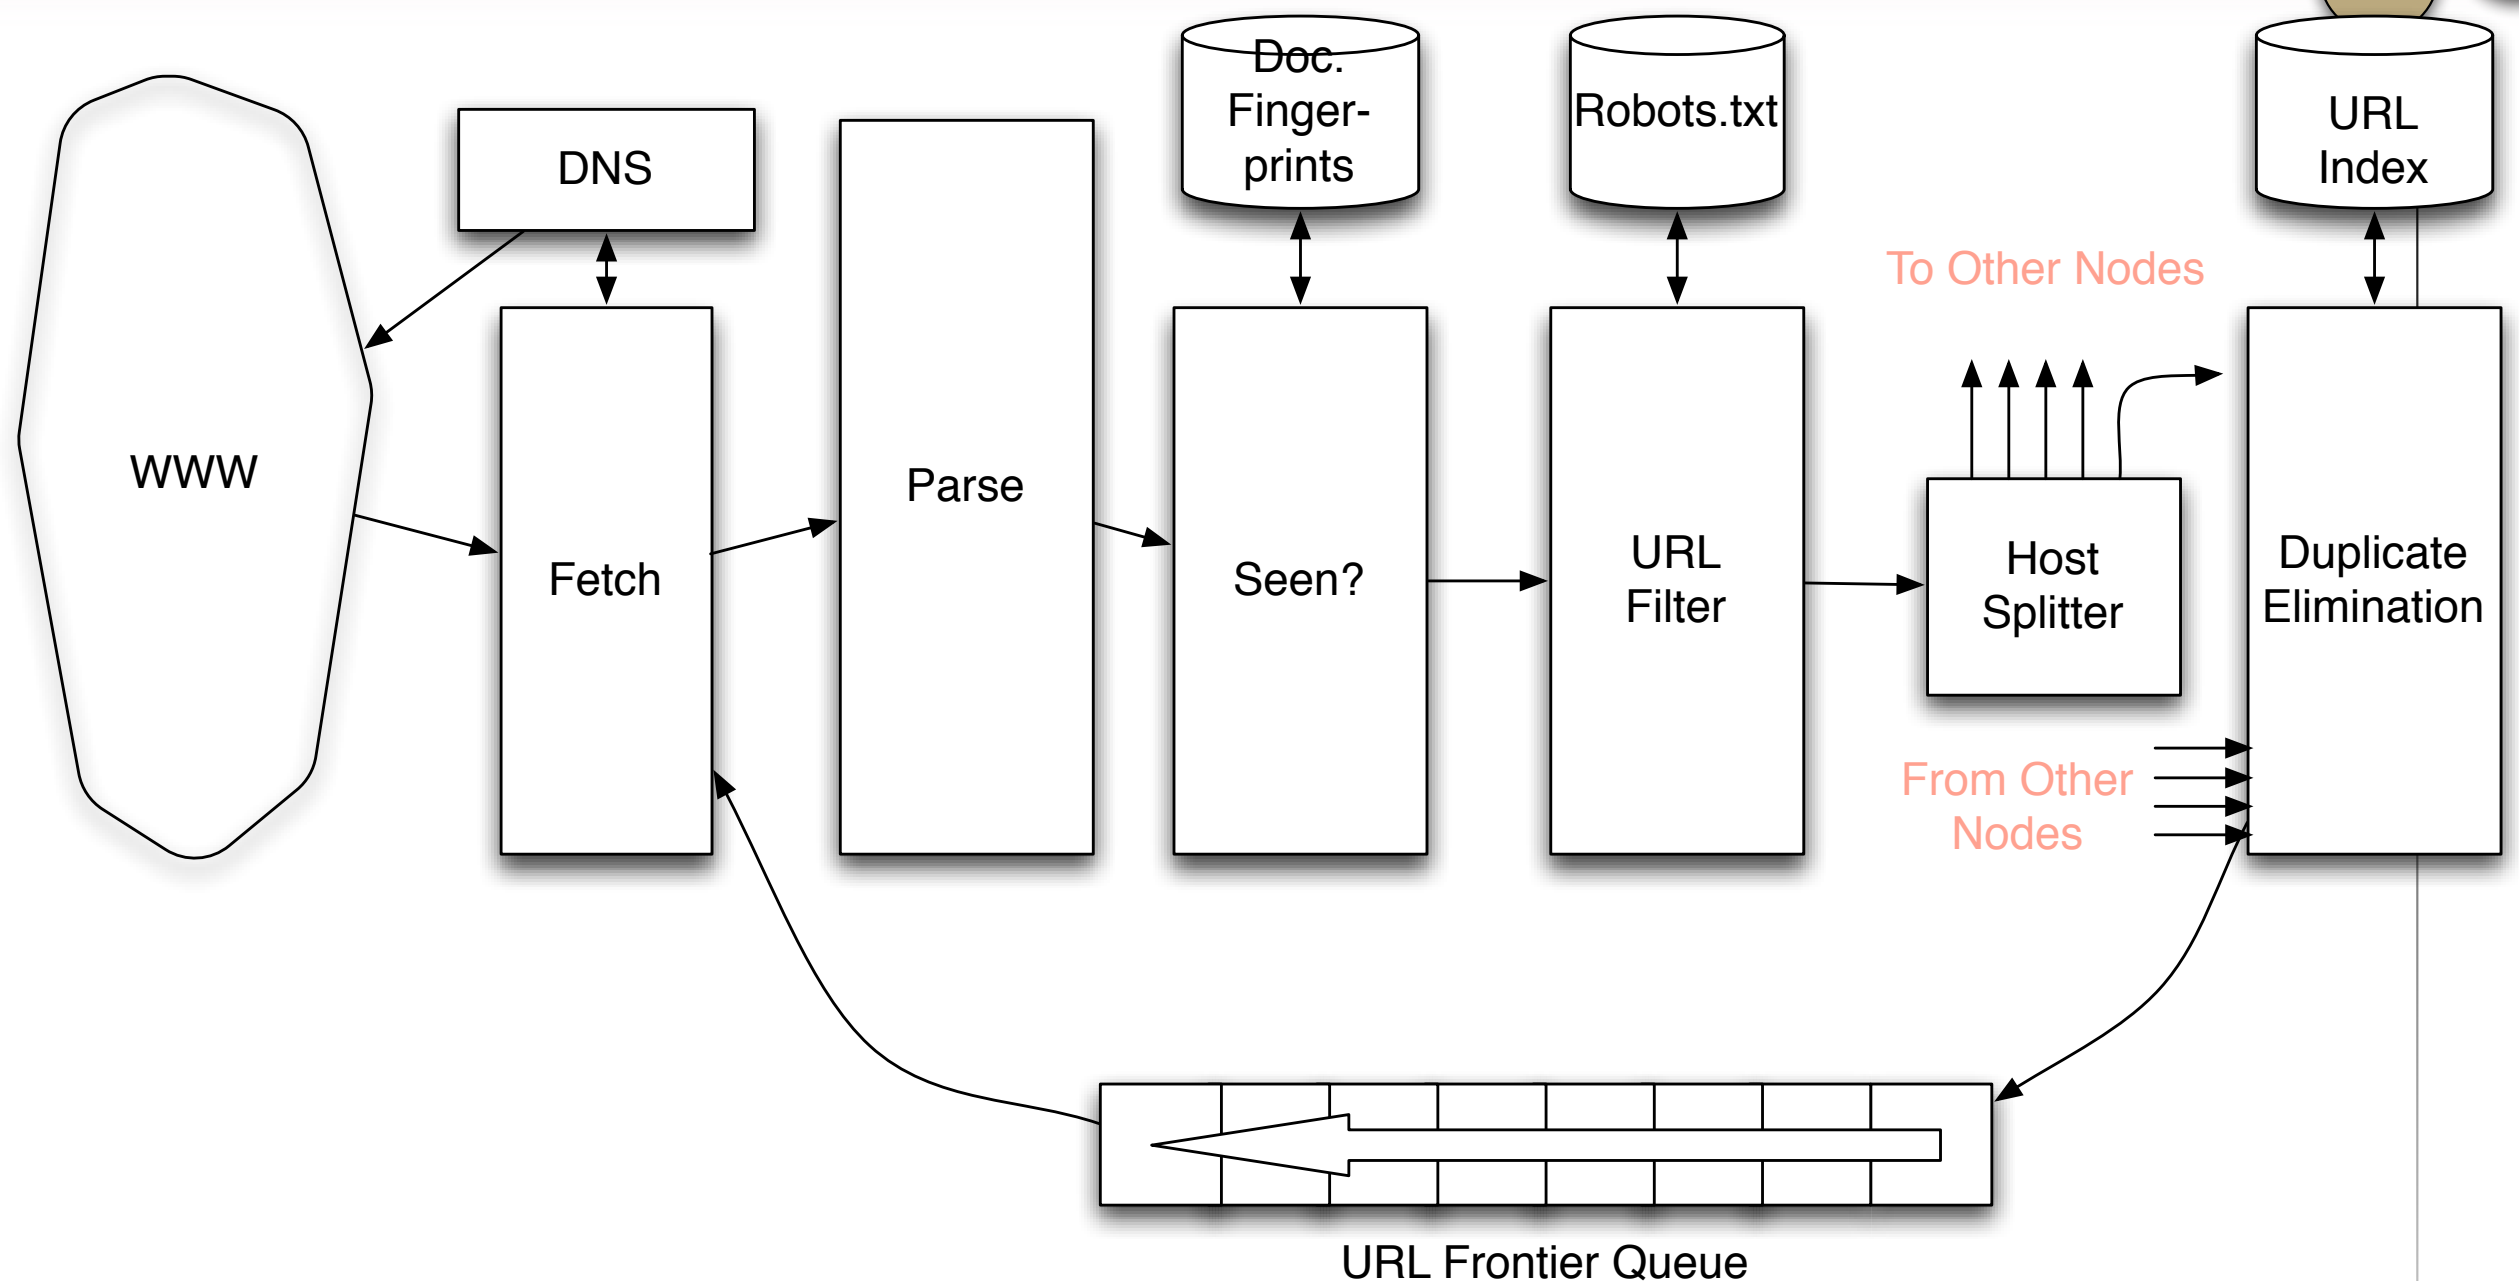 Doc.
Finger-
prints
Robots.txt
URL
Index
DNS
To Other Nodes
WWW
Parse
Fetch
Seen?
URL
Filter
Host
Splitter
Duplicate
Elimination
From Other
Nodes
URL Frontier Queue